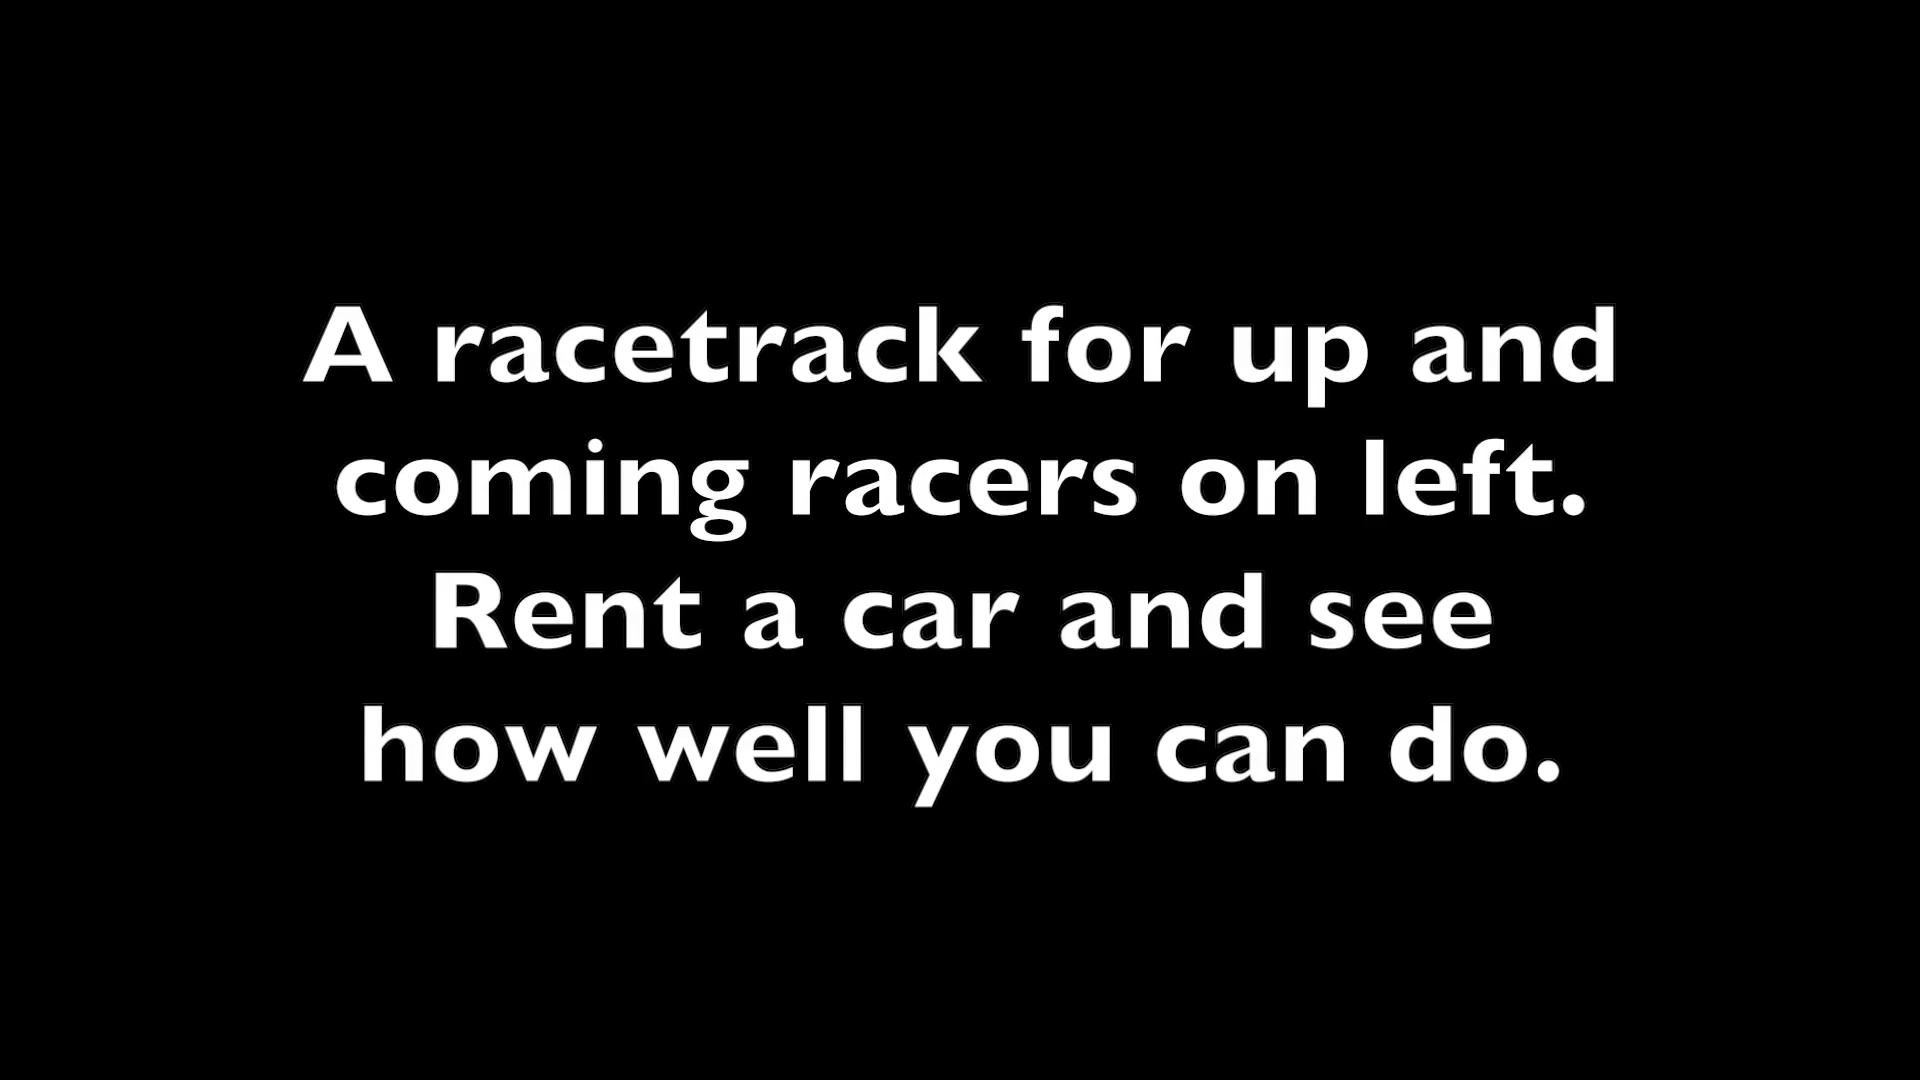 A racetrack for up and
coming racers on left.
Rent a car and see
how well you can do.